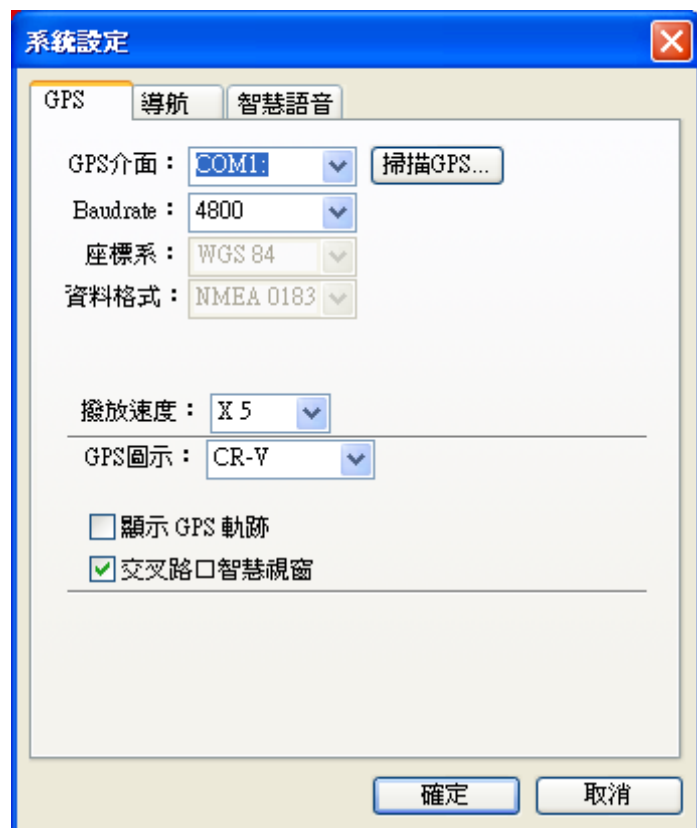 系統設定
GPS 導航 智慧語音
GPS介面： COM1: 掃描GPS...
Baudrate： 4800
座標系： WGS 84
資料格式： NMEA 0183
撥放速度： X 5
GPS圖示： CR-V
顯示 GPS 軌跡
交叉路口智慧視窗
確定 取消